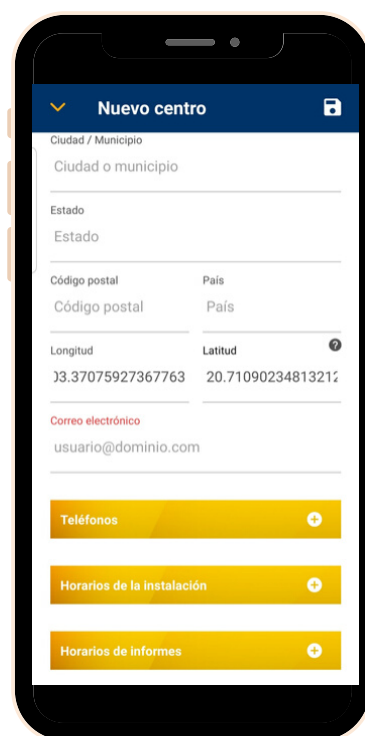 Nuevo centro
Ciudad / Municipio
Ciudad o municipio
Estado
Estado
Código postal País
Código postal País
Longitud Latitud
03.37075927367763 20.71090234813212
Correo electrónico
usuario@dominio.com
Teléfonos
Horarios de la instalación
Horarios de informes